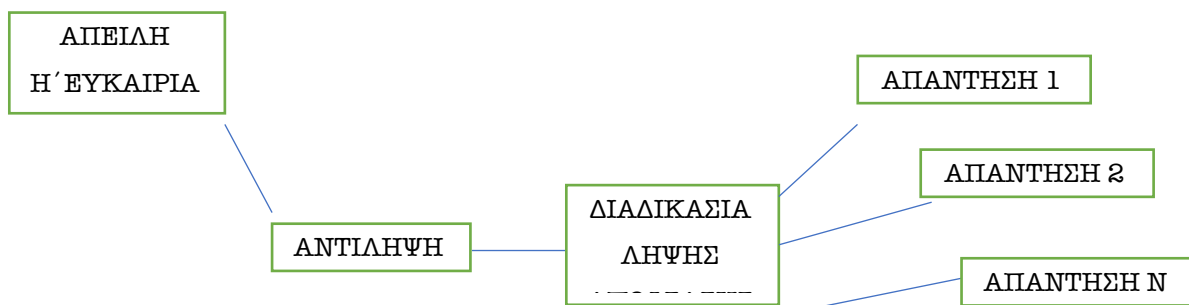 ΑΠΕΙΛΗ
Η΄ΕΥΚΑΙΡΙΑ
ΑΠΑΝΤΗΣΗ 1
ΑΠΑΝΤΗΣΗ 2
ΔΙΑΔΙΚΑΣΙΑ
ΛΗΨΗΣ
ΑΝΤΙΛΗΨΗ
ΑΠΑΝΤΗΣΗ Ν